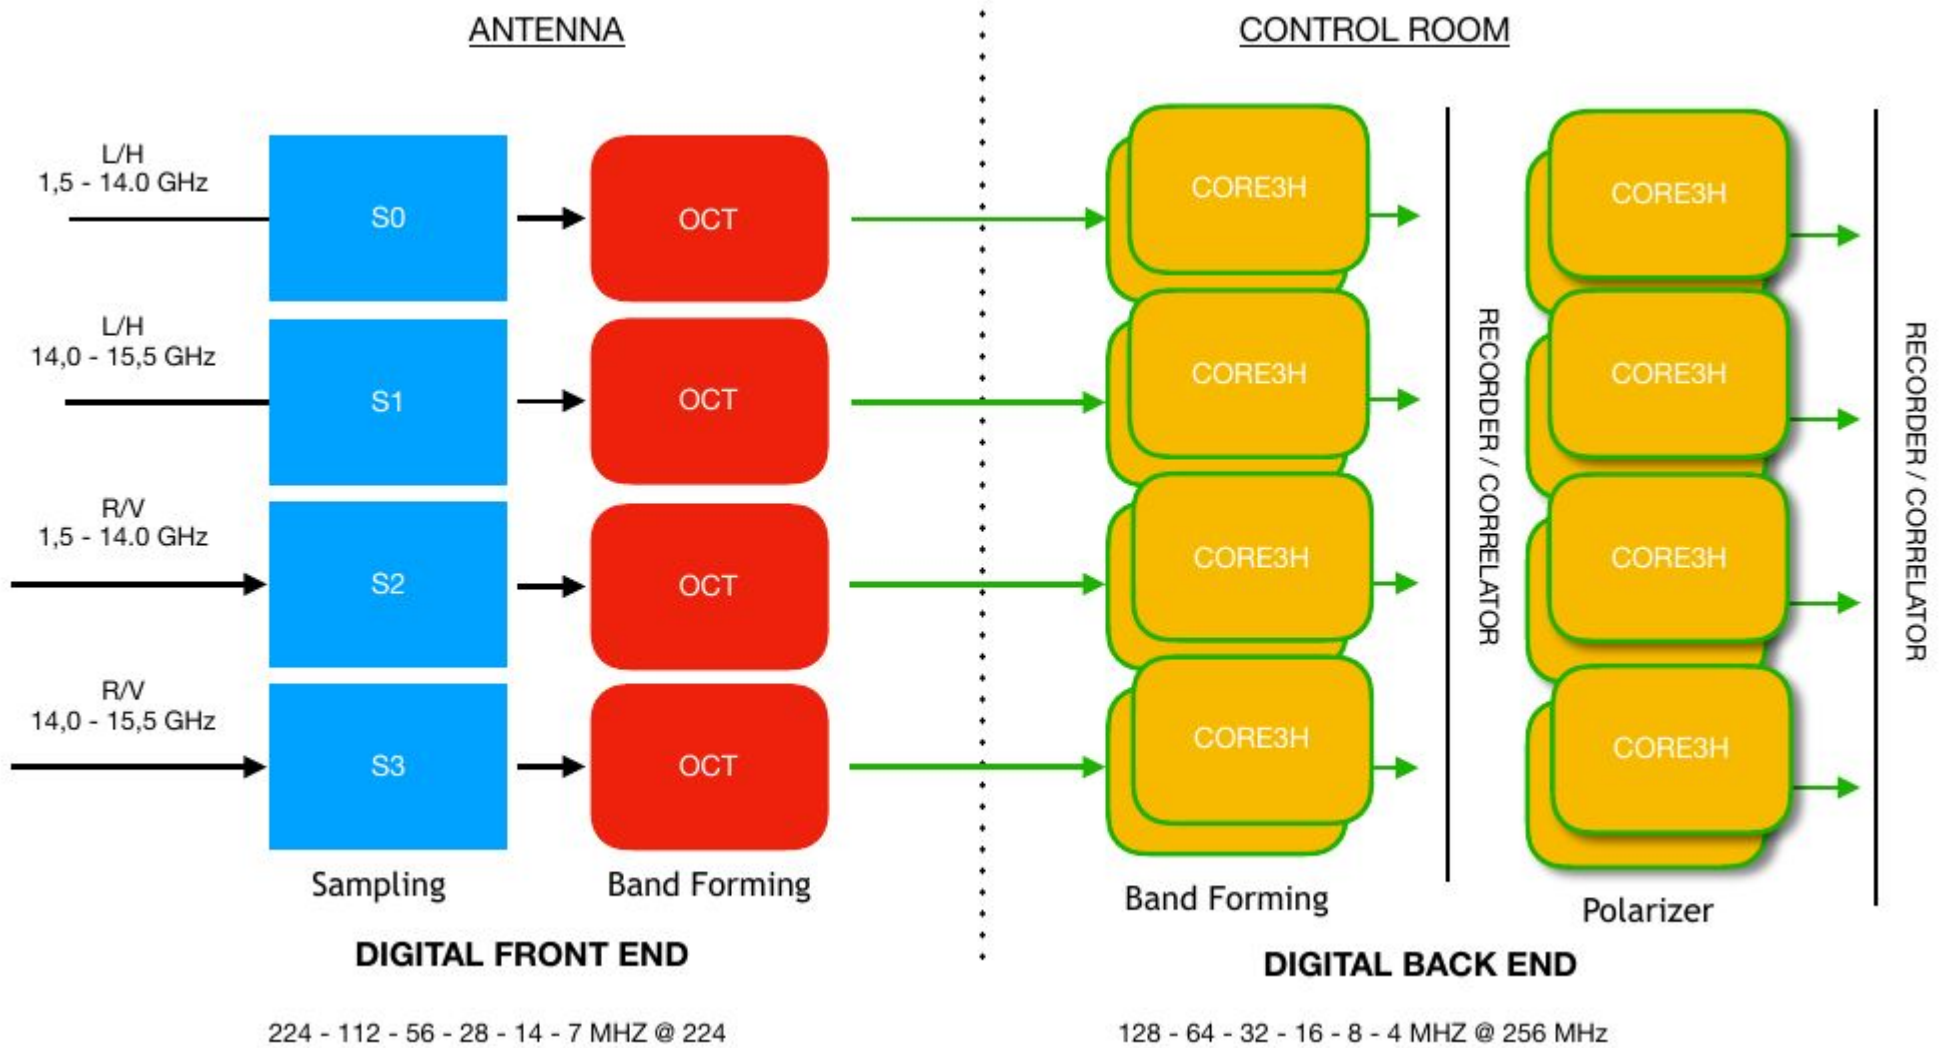 ANTENNA
CONTROL ROOM
L/H
1,5 - 14.0 GHz
S0
OCT
CORE3H
CORE3H
L/H
14,0 - 15,5 GHz
S1
OCT
CORE3H
CORE3H
R/V
1,5 - 14.0 GHz
S2
OCT
CORE3H
CORE3H
R/V
14,0 - 15,5 GHz
S3
OCT
CORE3H
CORE3H
RECORDER / CORRELATOR
RECORDER / CORRELATOR
Sampling
Band Forming
Band Forming
Polarizer
DIGITAL FRONT END
DIGITAL BACK END
224 - 112 - 56 - 28 - 14 - 7 MHZ @ 224
128 - 64 - 32 - 16 - 8 - 4 MHZ @ 256 MHz